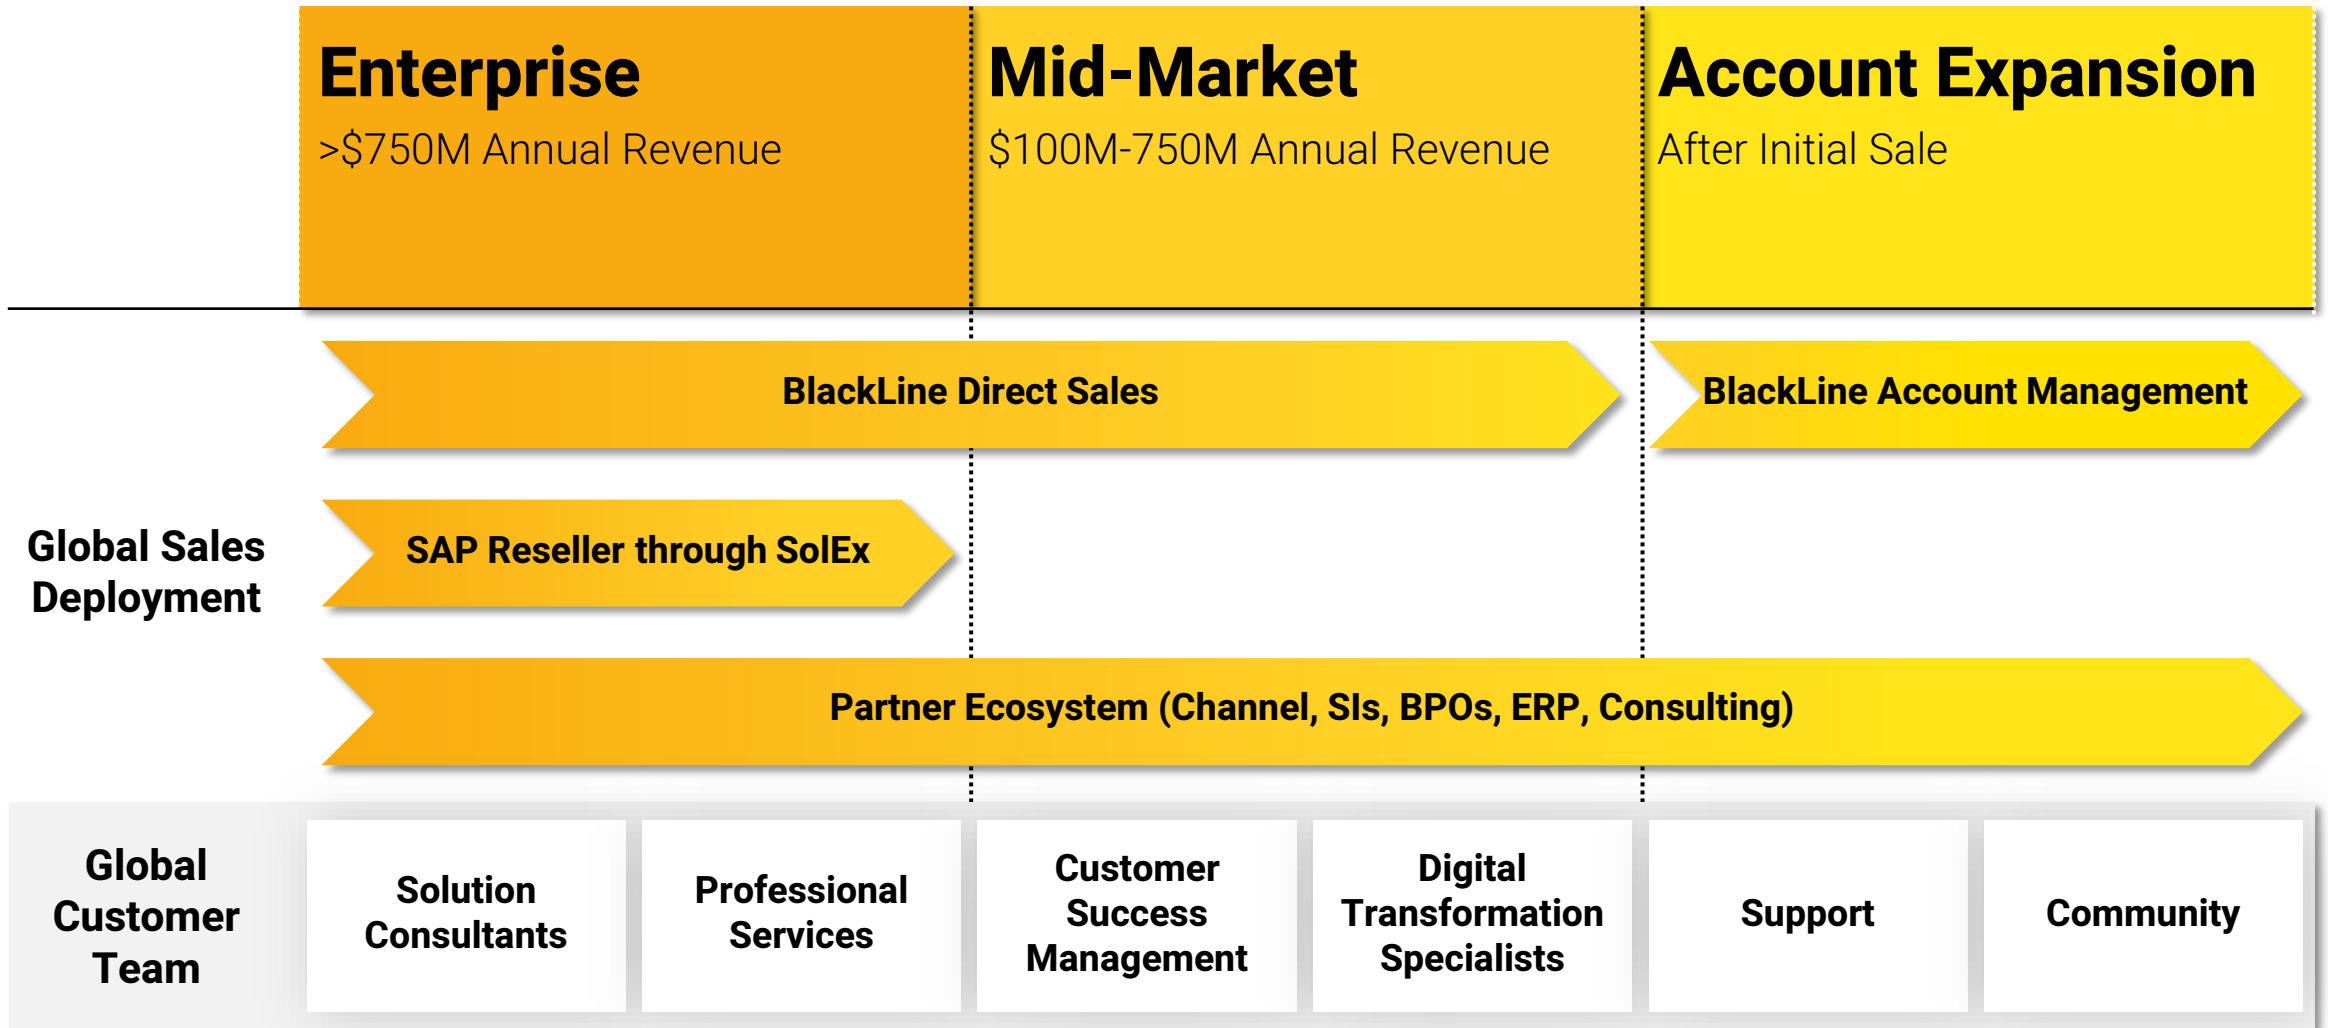 Enterprise
>$750M Annual Revenue
Mid-Market
$100M-750M Annual Revenue
Account Expansion
After Initial Sale
Global Sales
Deployment
BlackLine Direct Sales
BlackLine Account Management
SAP Reseller through SolEx
Partner Ecosystem (Channel, SIs, BPOs, ERP, Consulting)
Global
Customer
Team
Solution
Consultants
Professional
Services
Customer
Success
Management
Digital
Transformation
Specialists
Support
Community